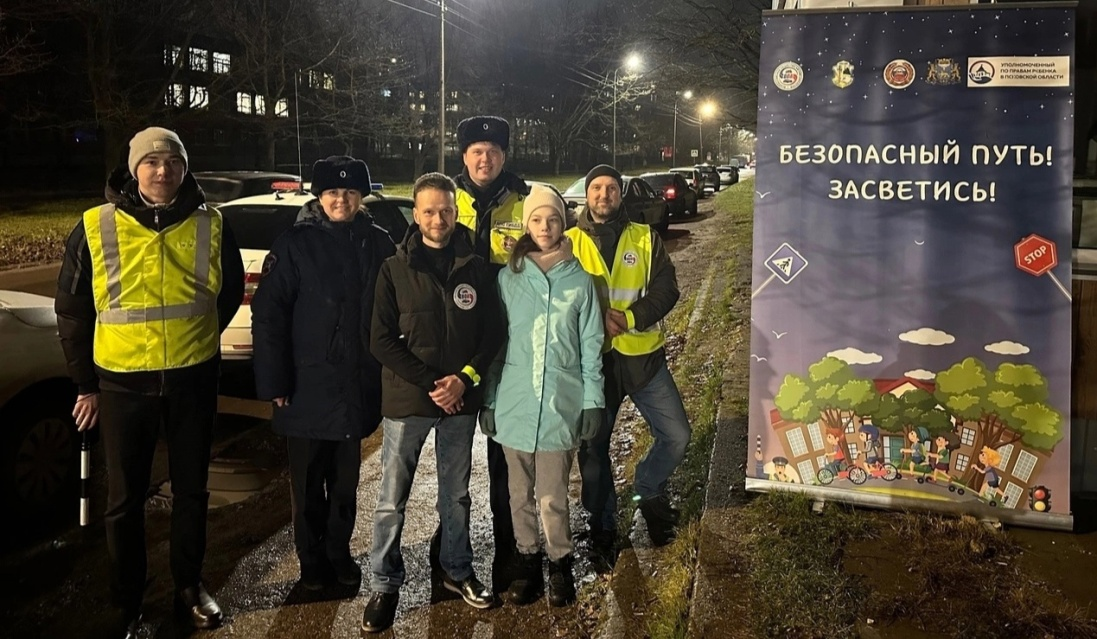 УПОЛНОМОЧЕННЫЙ
ПО ПРАВАМ РЕБЕНКА
В ПСКОВСКОЙ ОБЛАСТИ
БЕЗОПАСНЫЙ ПУТЬ!
ЗАСВЕТИСЬ!
STOP